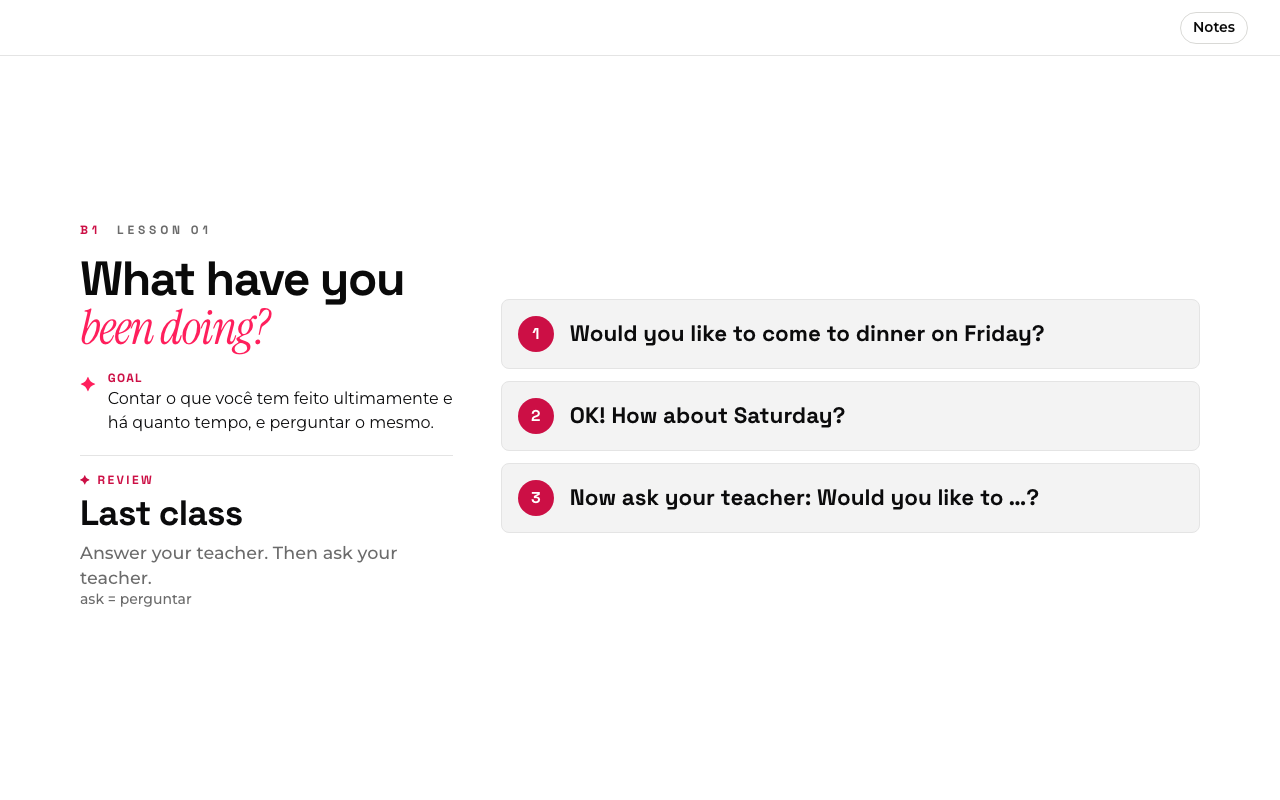 Notes
B1 LESSON 01
What have you
been doing?
GOAL
Contar o que você tem feito ultimamente e
há quanto tempo, e perguntar o mesmo.
REVIEW
Last class
Answer your teacher. Then ask your
teacher.
ask = perguntar
1 Would you like to come to dinner on Friday?
2 OK! How about Saturday?
3 Now ask your teacher: Would you like to ...?